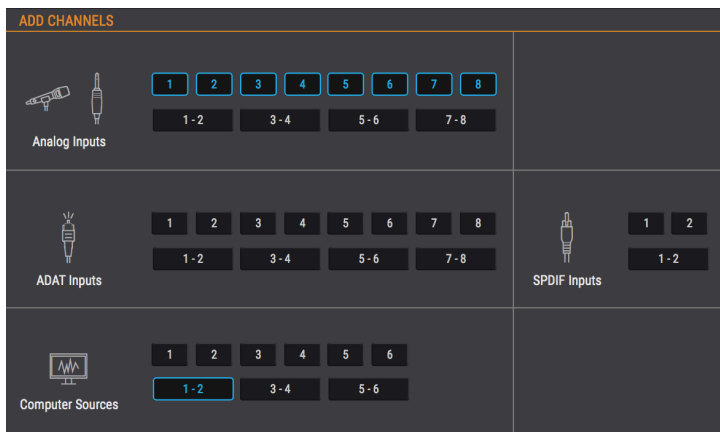 ADD CHANNELS
1 2 3 4 5 6 7 8
1 - 2 3 - 4 5 - 6 7 - 8
Analog Inputs
1 2 3 4 5 6 7 8
1 - 2 3 - 4 5 - 6 7 - 8
ADAT Inputs
1 2
1 - 2
SPDIF Inputs
1 2 3 4 5 6
1 - 2 3 - 4 5 - 6
Computer Sources